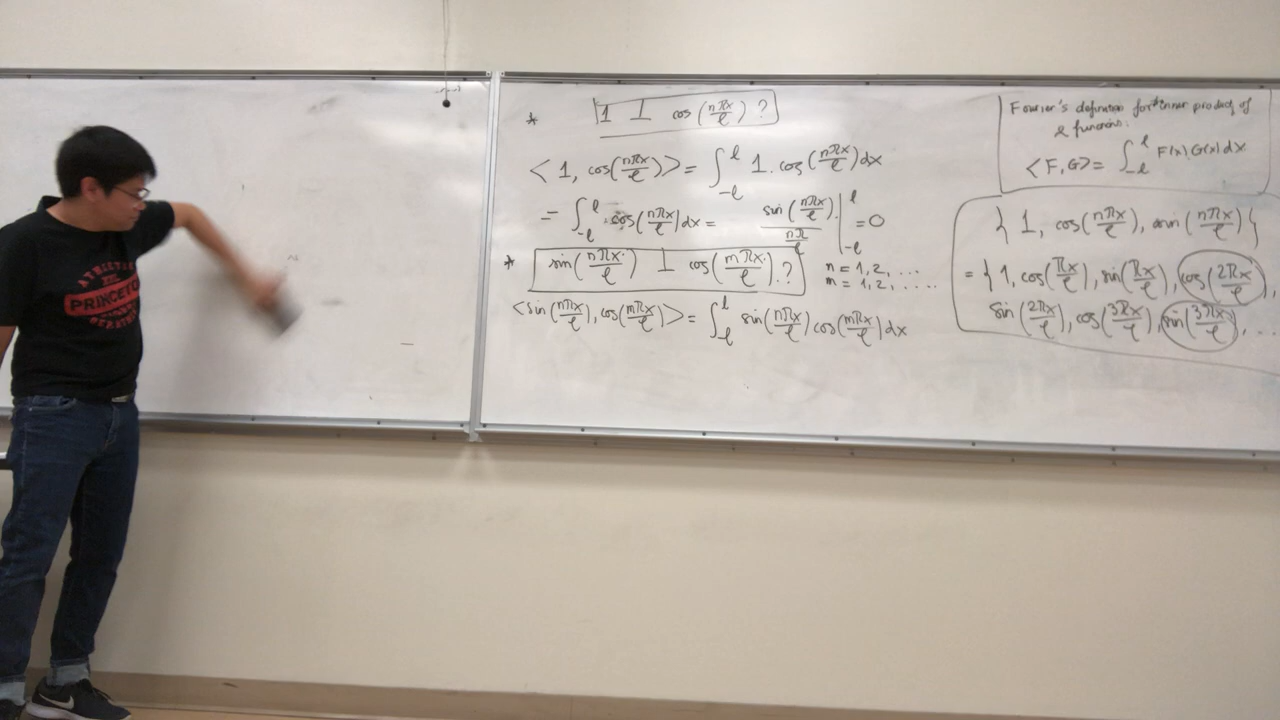 * 1 ⊥ cos(nπx/ℓ) ?
< 1, cos(nπx/ℓ) > = ∫_{-ℓ}^{ℓ} 1. cos(nπx/ℓ) dx
= ∫_{-ℓ}^{ℓ} cos(nπx/ℓ) dx = sin(nπx/ℓ) / (nπ/ℓ) |_{-ℓ}^{ℓ} = 0
* sin(nπx/ℓ) ⊥ cos(mπx/ℓ) . ?
n = 1, 2, ....
m = 1, 2, .....
< sin(nπx/ℓ), cos(mπx/ℓ) > = ∫_{-ℓ}^{ℓ} sin(nπx/ℓ) cos(mπx/ℓ) dx
Fourier's definition for inner product of
2 functions:
< F, G > = ∫_{-ℓ}^{ℓ} F(x) G(x) dx
{ 1, cos(nπx/ℓ), sin(nπx/ℓ) }
= { 1, cos(πx/ℓ), sin(πx/ℓ), cos(2πx/ℓ),
sin(2πx/ℓ), cos(3πx/ℓ), sin(3πx/ℓ), ...
PRINCETON